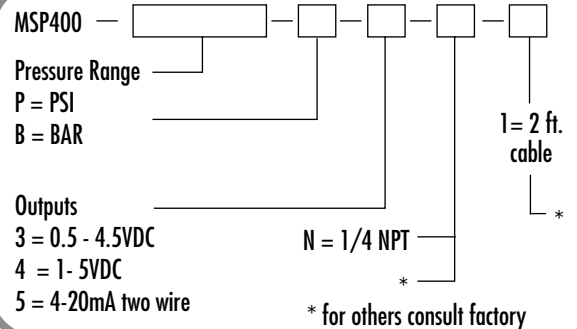 MSP400 — — — — —
Pressure Range
P = PSI
B = BAR
1= 2 ft.
cable
*
Outputs
3 = 0.5 - 4.5VDC
4 = 1- 5VDC
5 = 4-20mA two wire
N = 1/4 NPT
*
* for others consult factory